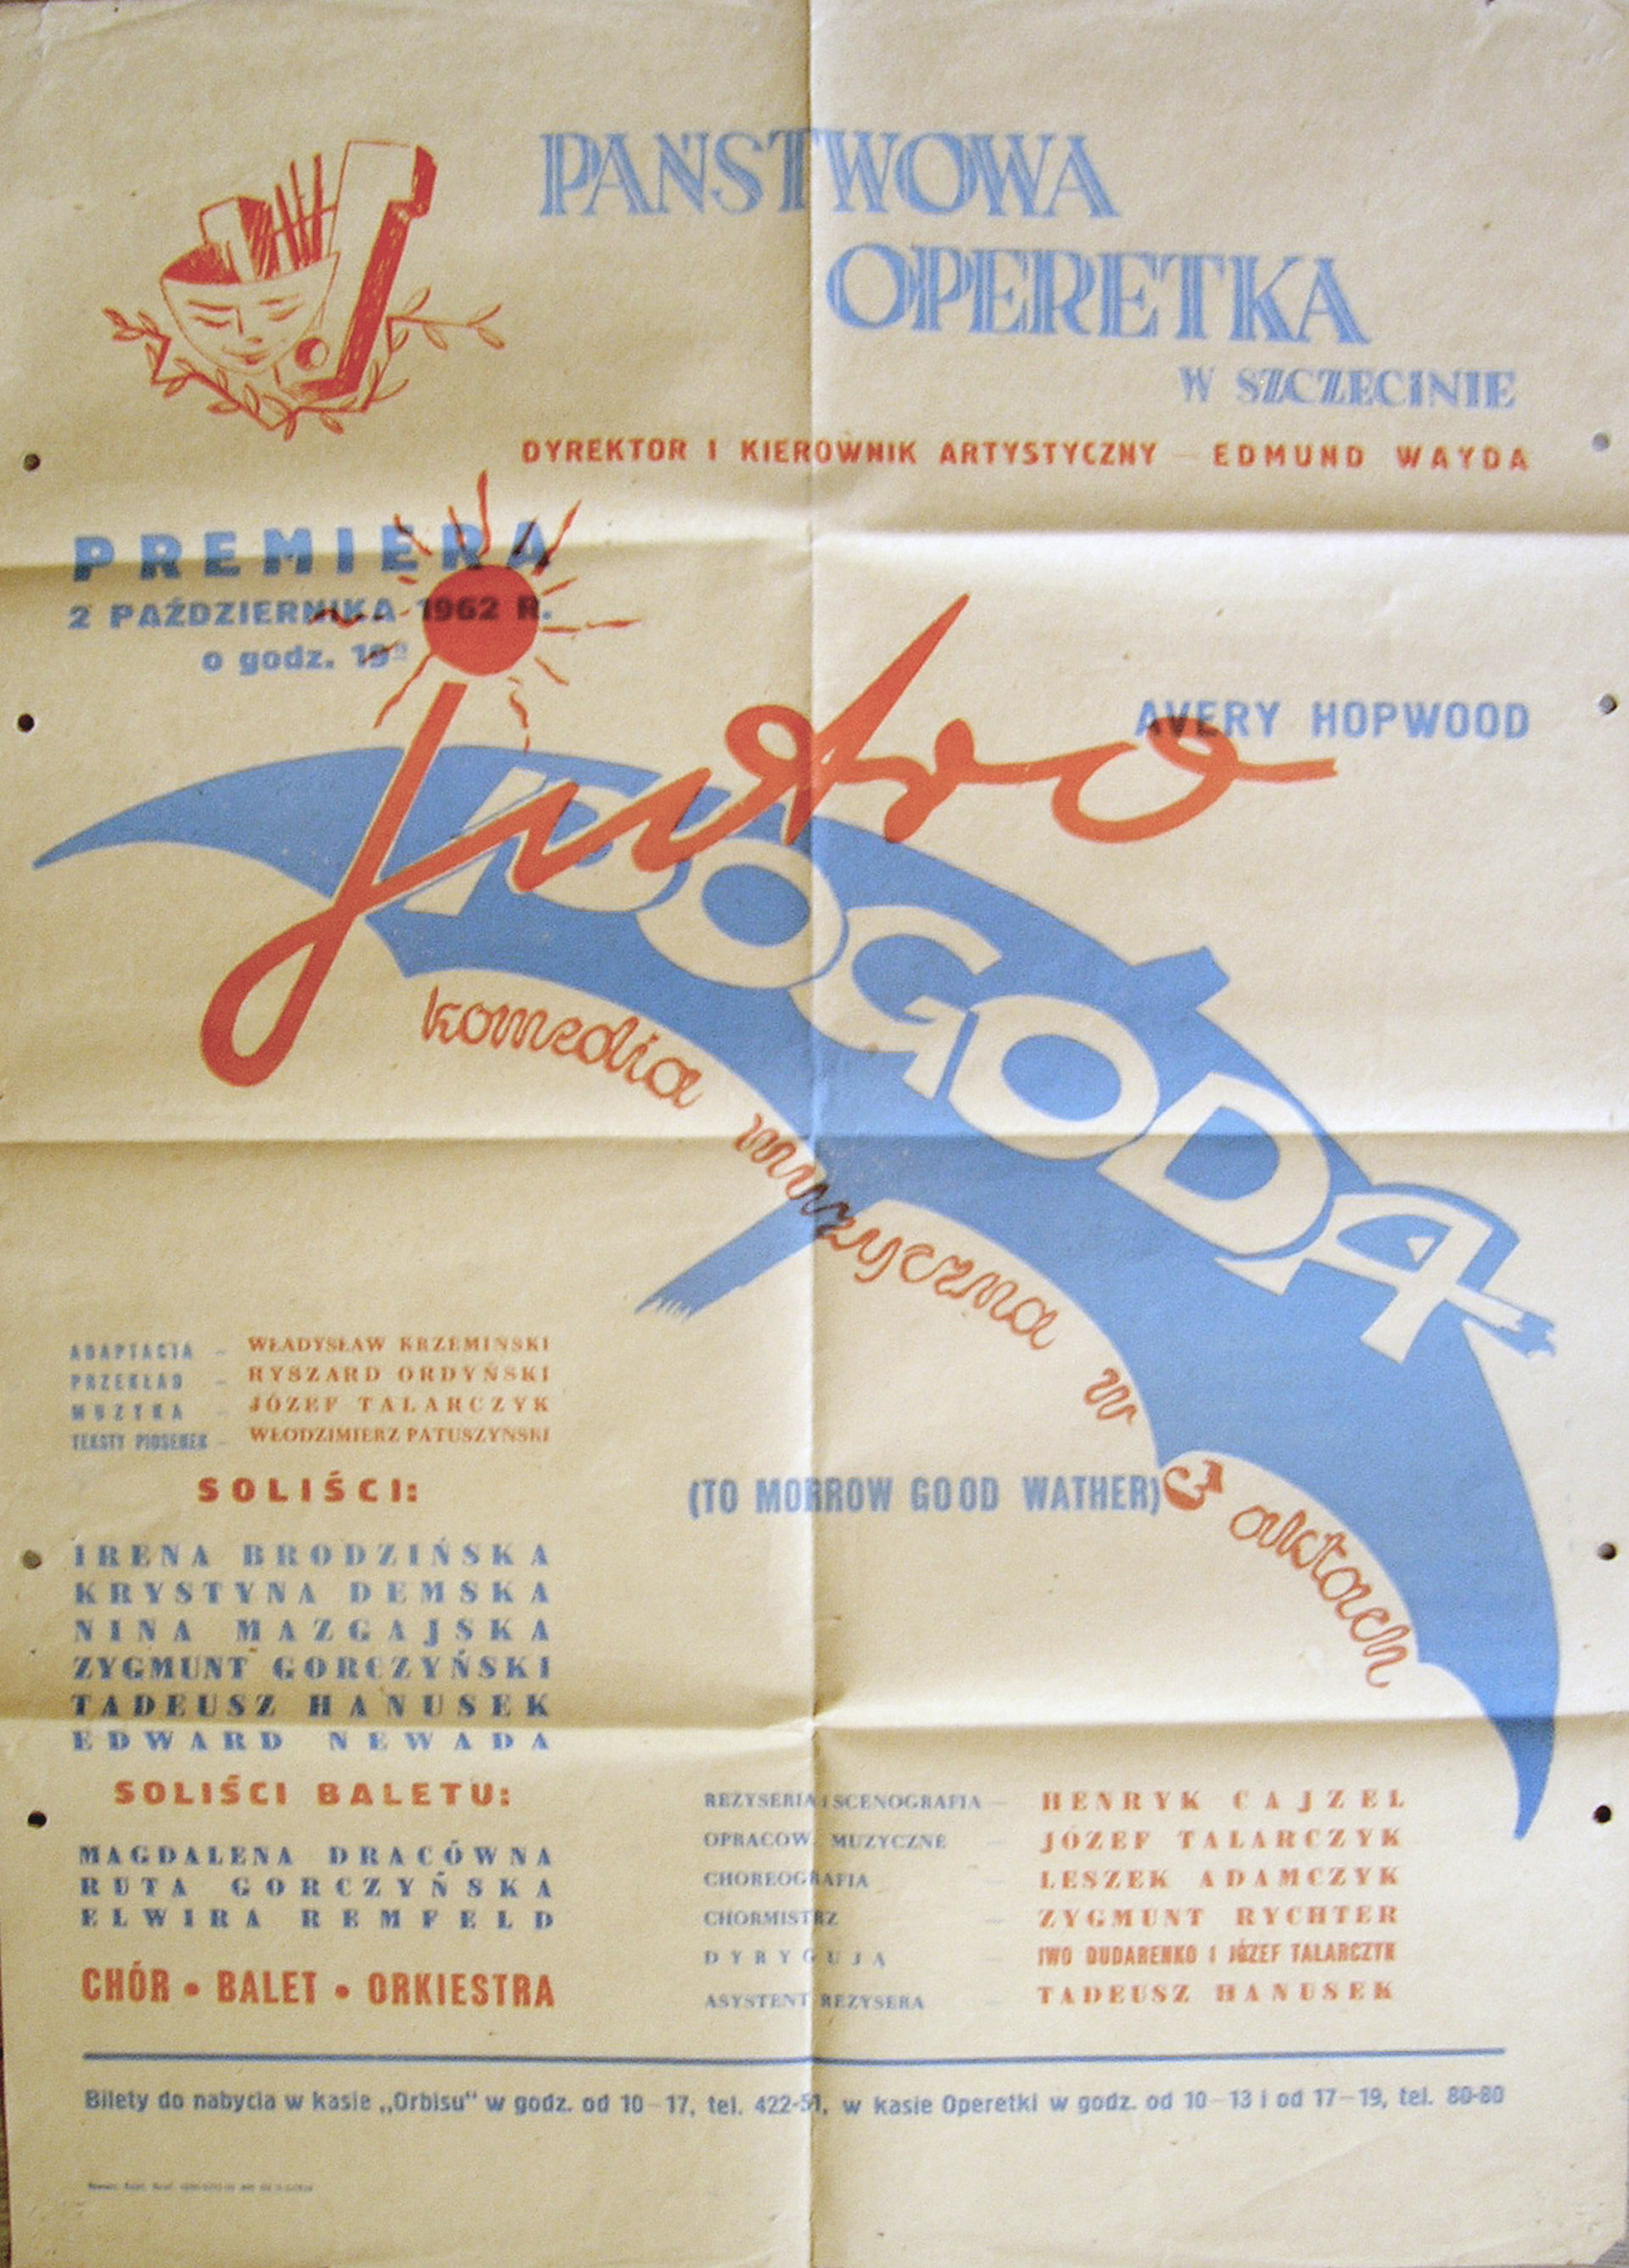 PAŃSTWOWA
OPERETKA
W SZCZECINIE
DYREKTOR I KIEROWNIK ARTYSTYCZNY — EDMUND WAYDA
PREMIERA
2 PAŹDZIERNIKA 1962 R.
o godz. 19
AVERY HOPWOOD
jutro
POGODA
komedia muzyczna w 3 aktach
(TO MORROW GOOD WATHER)
ADAPTACJA – WŁADYSŁAW KRZEMIŃSKI
PRZEKŁAD – RYSZARD ORDYŃSKI
MUZYKA – JÓZEF TALARCZYK
TEKSTY PIOSENEK – WŁODZIMIERZ PATUSZYŃSKI
SOLIŚCI:
IRENA BRODZIŃSKA
KRYSTYNA DEMSKA
NINA MAZGAJSKA
ZYGMUNT GORCZYŃSKI
TADEUSZ HANUSEK
EDWARD NEWADA
SOLIŚCI BALETU:
MAGDALENA DRACÓWNA
RUTA GORCZYŃSKA
ELWIRA REMFELD
CHÓR • BALET • ORKIESTRA
REŻYSERIA I SCENOGRAFIA — HENRYK CAJZEL
OPRACOW. MUZYCZNE — JÓZEF TALARCZYK
CHOREOGRAFIA — LESZEK ADAMCZYK
CHORMISTRZ — ZYGMUNT RYCHTER
DYRYGUJĄ — IWO DUDARENKO I JÓZEF TALARCZYK
ASYSTENT REŻYSERA — TADEUSZ HANUSEK
Bilety do nabycia w kasie „Orbisu" w godz. od 10—17, tel. 422-51, w kasie Operetki w godz. od 10—13 i od 17—19, tel. 80-80